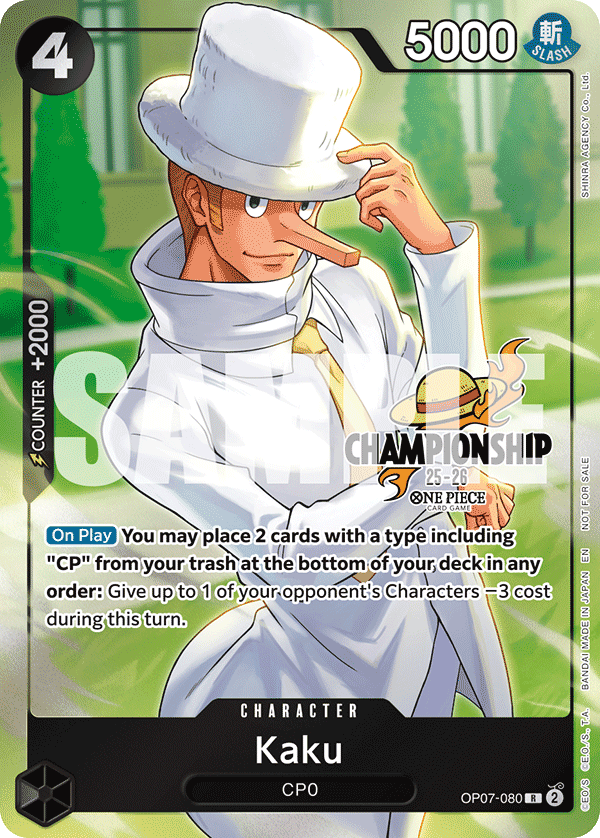 4
5000
斬
SLASH
SHINRA AGENCY Co., Ltd.
COUNTER +2000
SAMPLE
CHAMPIONSHIP
25-26
ONE PIECE
CARD GAME
On Play You may place 2 cards with a type including
"CP" from your trash at the bottom of your deck in any
order: Give up to 1 of your opponent's Characters −3 cost
during this turn.
BANDAI MADE IN JAPAN EN NOT FOR SALE
©E.O./S., T.A.
©E.O/S
CHARACTER
Kaku
CP0
OP07-080 R 2